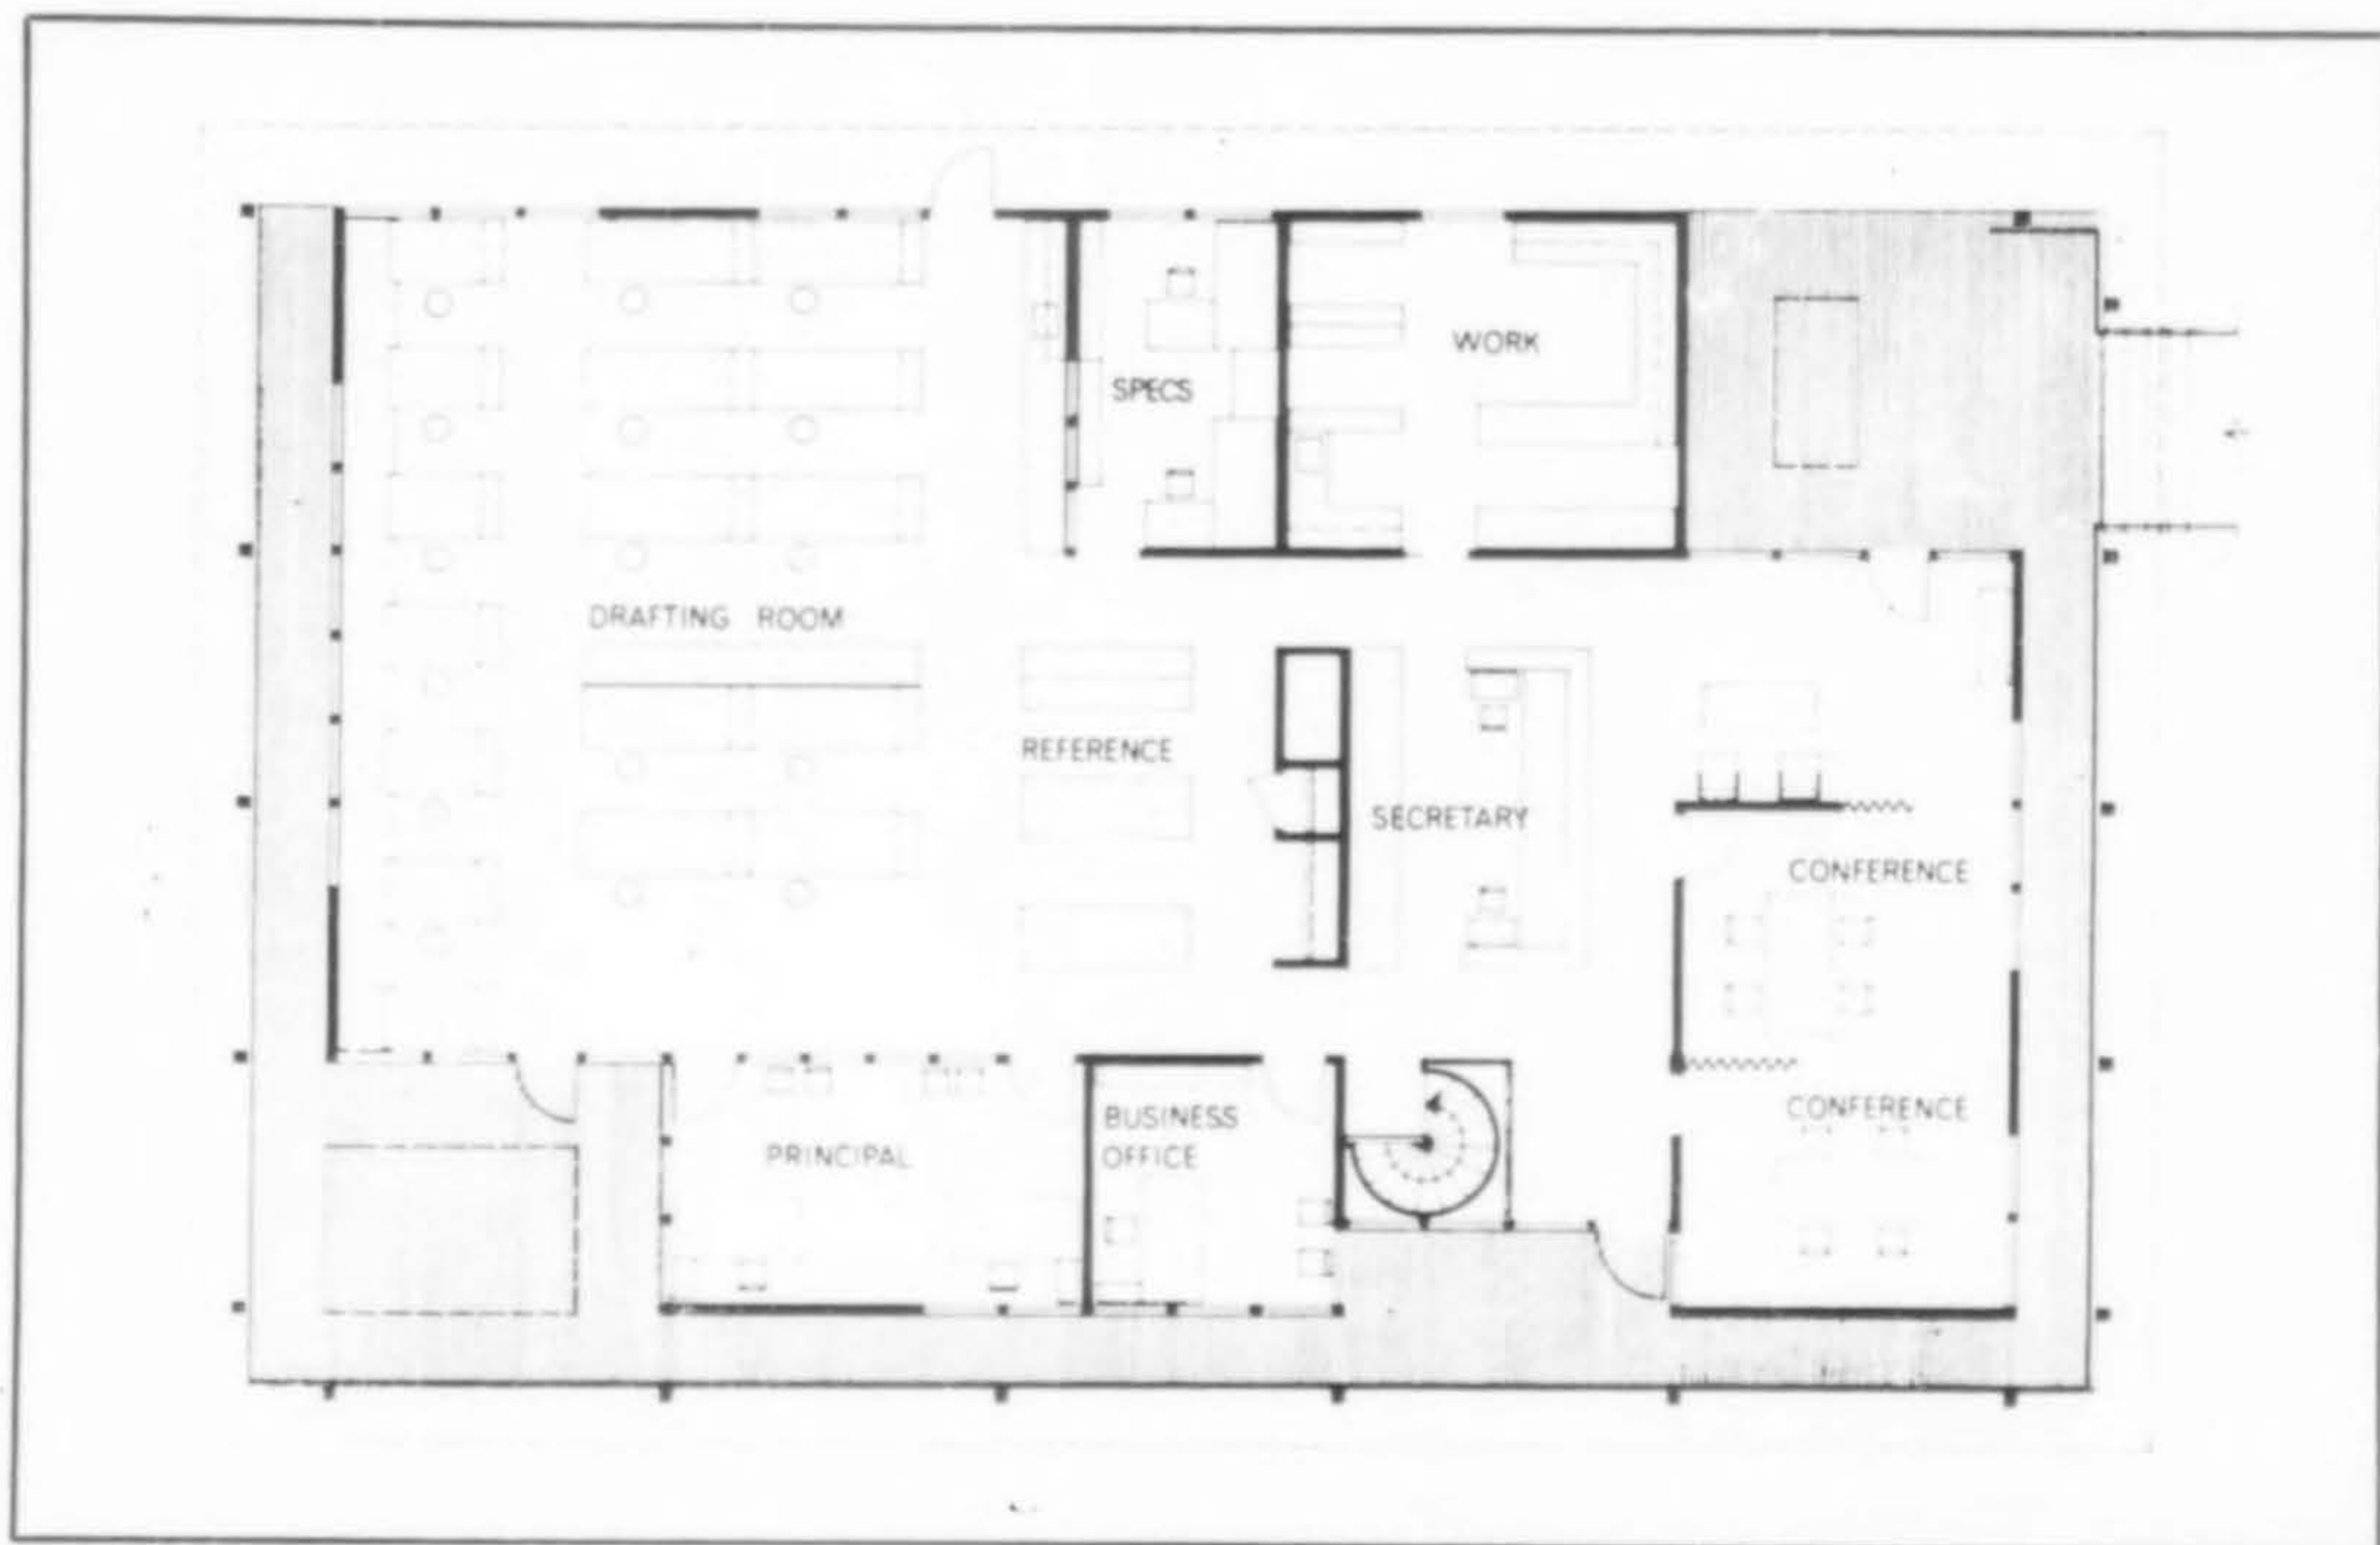 WORK
SPECS
DRAFTING ROOM
REFERENCE
SECRETARY
CONFERENCE
CONFERENCE
BUSINESS
OFFICE
PRINCIPAL